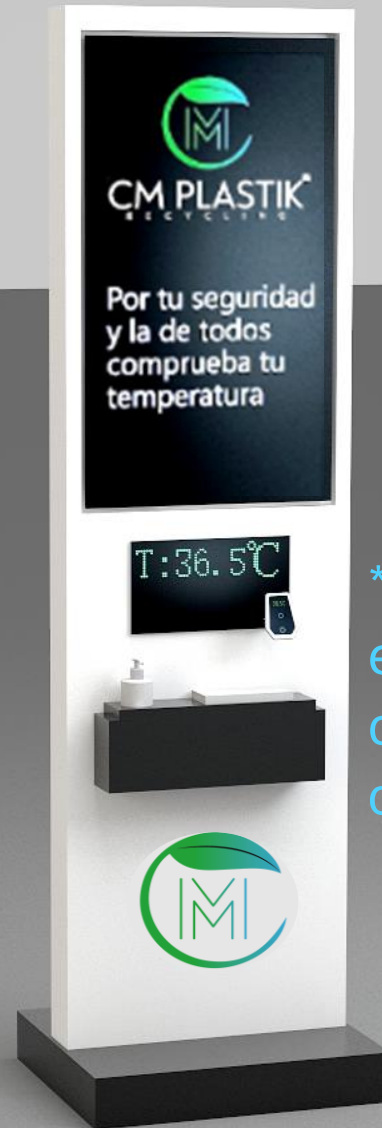 CM PLASTIK
RECYCLING
Por tu seguridad
y la de todos
comprueba tu
temperatura
T:36.5°C